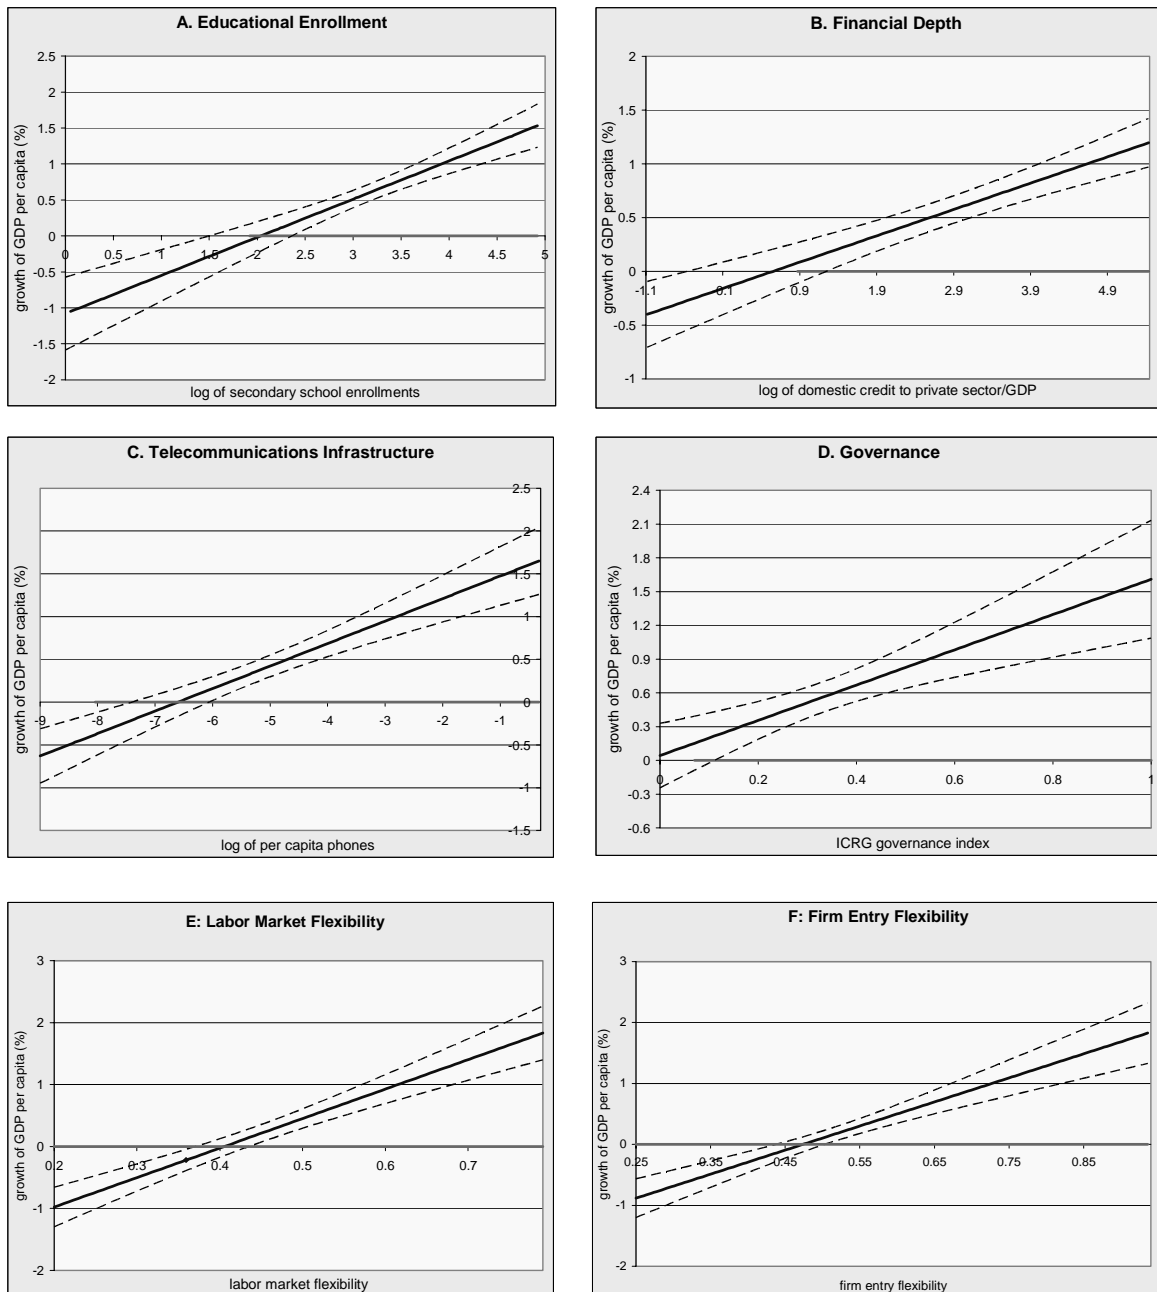 A. Educational Enrollment
growth of GDP per capita (%)
2.5
2
1.5
1
0.5
0
-0.5
-1
-1.5
-2
0 0.5 1 1.5 2 2.5 3 3.5 4 4.5 5
log of secondary school enrollments
B. Financial Depth
growth of GDP per capita (%)
2
1.5
1
0.5
0
-0.5
-1
-1.1 -0.1 0.9 1.9 2.9 3.9 4.9
log of domestic credit to private sector/GDP
C. Telecommunications Infrastructure
growth of GDP per capita (%)
2.5
2
1.5
1
0.5
0
-0.5
-1
-1.5
-9 -8 -7 -6 -5 -4 -3 -2 -1
log of per capita phones
D. Governance
growth of GDP per capita (%)
2.4
2.1
1.8
1.5
1.2
0.9
0.6
0.3
0
-0.3
-0.6
0 0.2 0.4 0.6 0.8 1
ICRG governance index
E: Labor Market Flexibility
growth of GDP per capita (%)
3
2
1
0
-1
-2
0.2 0.3 0.4 0.5 0.6 0.7
labor market flexibility
F: Firm Entry Flexibility
growth of GDP per capita (%)
3
2
1
0
-1
-2
0.25 0.35 0.45 0.55 0.65 0.75 0.85
firm entry flexibility